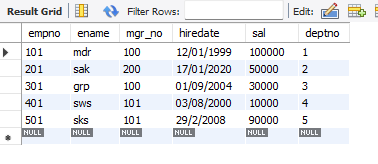 Result Grid Filter Rows: Edit:
empno ename mgr_no hiredate sal deptno
101 mdr 100 12/01/1999 100000 1
201 sak 200 17/01/2020 50000 2
301 grp 100 01/09/2004 30000 3
401 sws 101 03/08/2000 10000 4
501 sks 101 29/2/2008 90000 5
NULL NULL NULL NULL NULL NULL